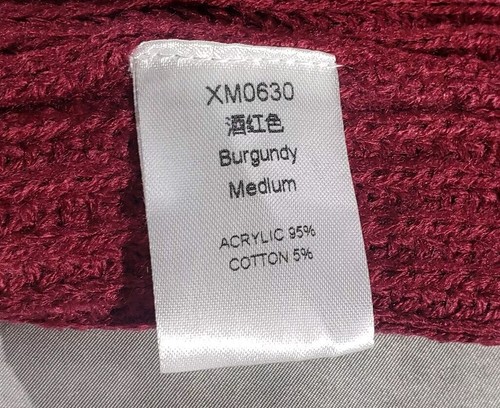 XM0630
酒红色
Burgundy
Medium
ACRYLIC 95%
COTTON 5%